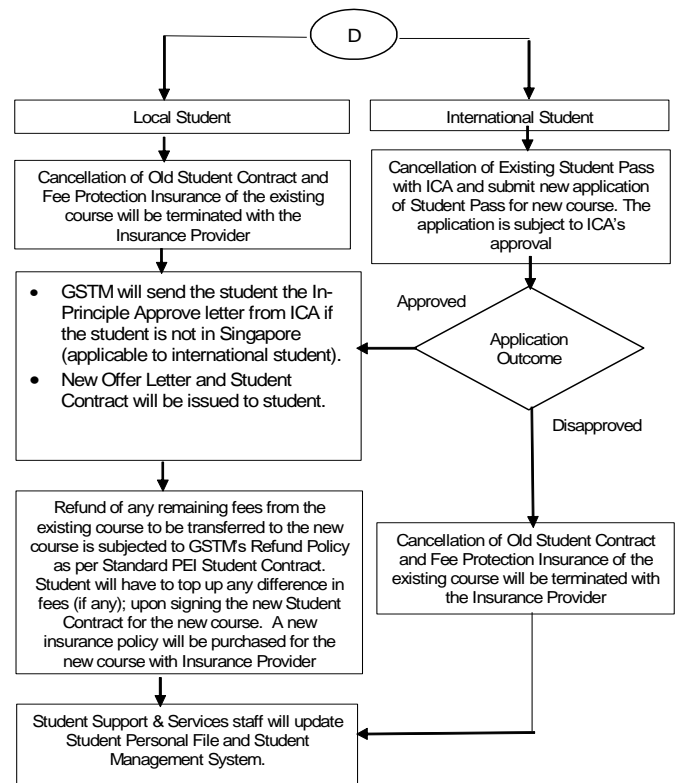 D
Local Student
International Student
Cancellation of Old Student Contract and
Fee Protection Insurance of the existing
course will be terminated with the
Insurance Provider
Cancellation of Existing Student Pass
with ICA and submit new application
of Student Pass for new course. The
application is subject to ICA's
approval
• GSTM will send the student the In-
Principle Approve letter from ICA if
the student is not in Singapore
(applicable to international student).
• New Offer Letter and Student
Contract will be issued to student.
Approved
Application
Outcome
Disapproved
Refund of any remaining fees from the
existing course to be transferred to the new
course is subjected to GSTM's Refund Policy
as per Standard PEI Student Contract.
Student will have to top up any difference in
fees (if any); upon signing the new Student
Contract for the new course. A new
insurance policy will be purchased for the
new course with Insurance Provider
Cancellation of Old Student Contract
and Fee Protection Insurance of the
existing course will be terminated with
the Insurance Provider
Student Support & Services staff will update
Student Personal File and Student
Management System.